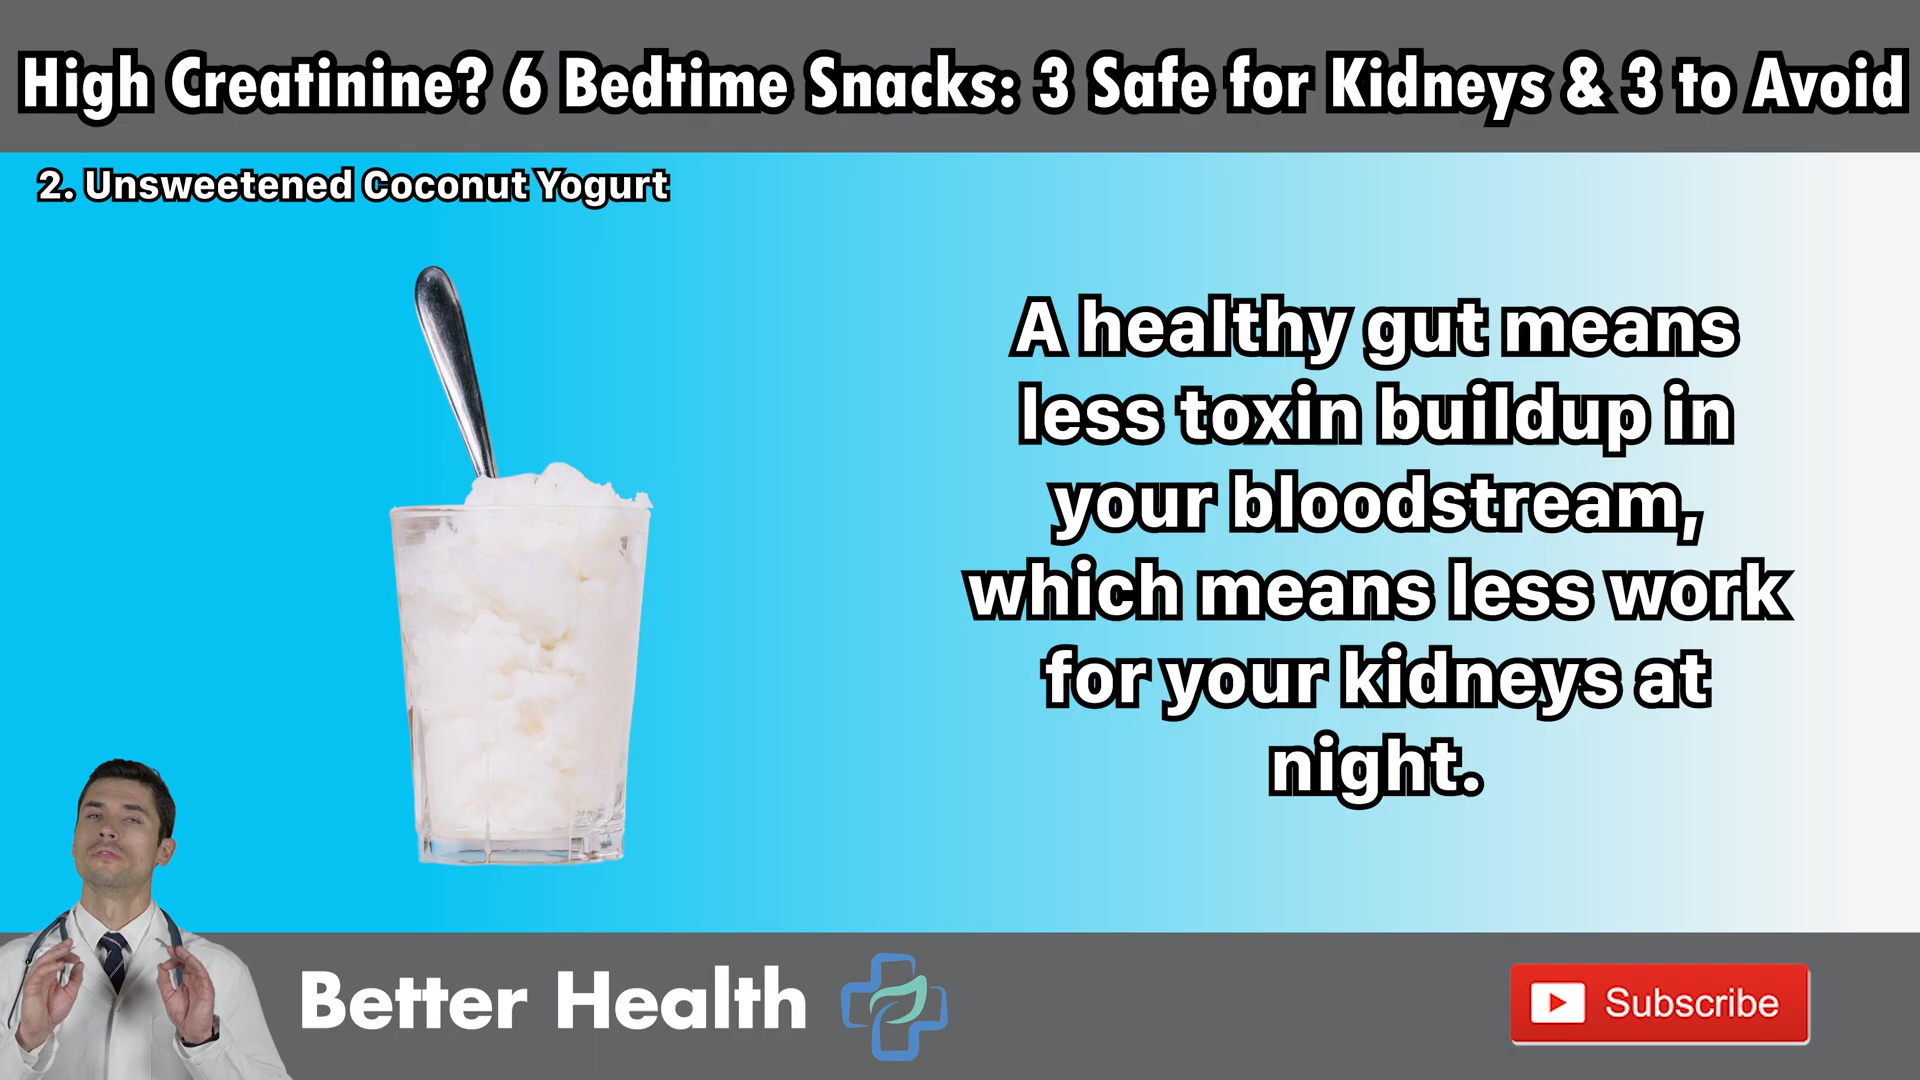 High Creatinine? 6 Bedtime Snacks: 3 Safe for Kidneys & 3 to Avoid
2. Unsweetened Coconut Yogurt
A healthy gut means
less toxin buildup in
your bloodstream,
which means less work
for your kidneys at
night.
Better Health
Subscribe